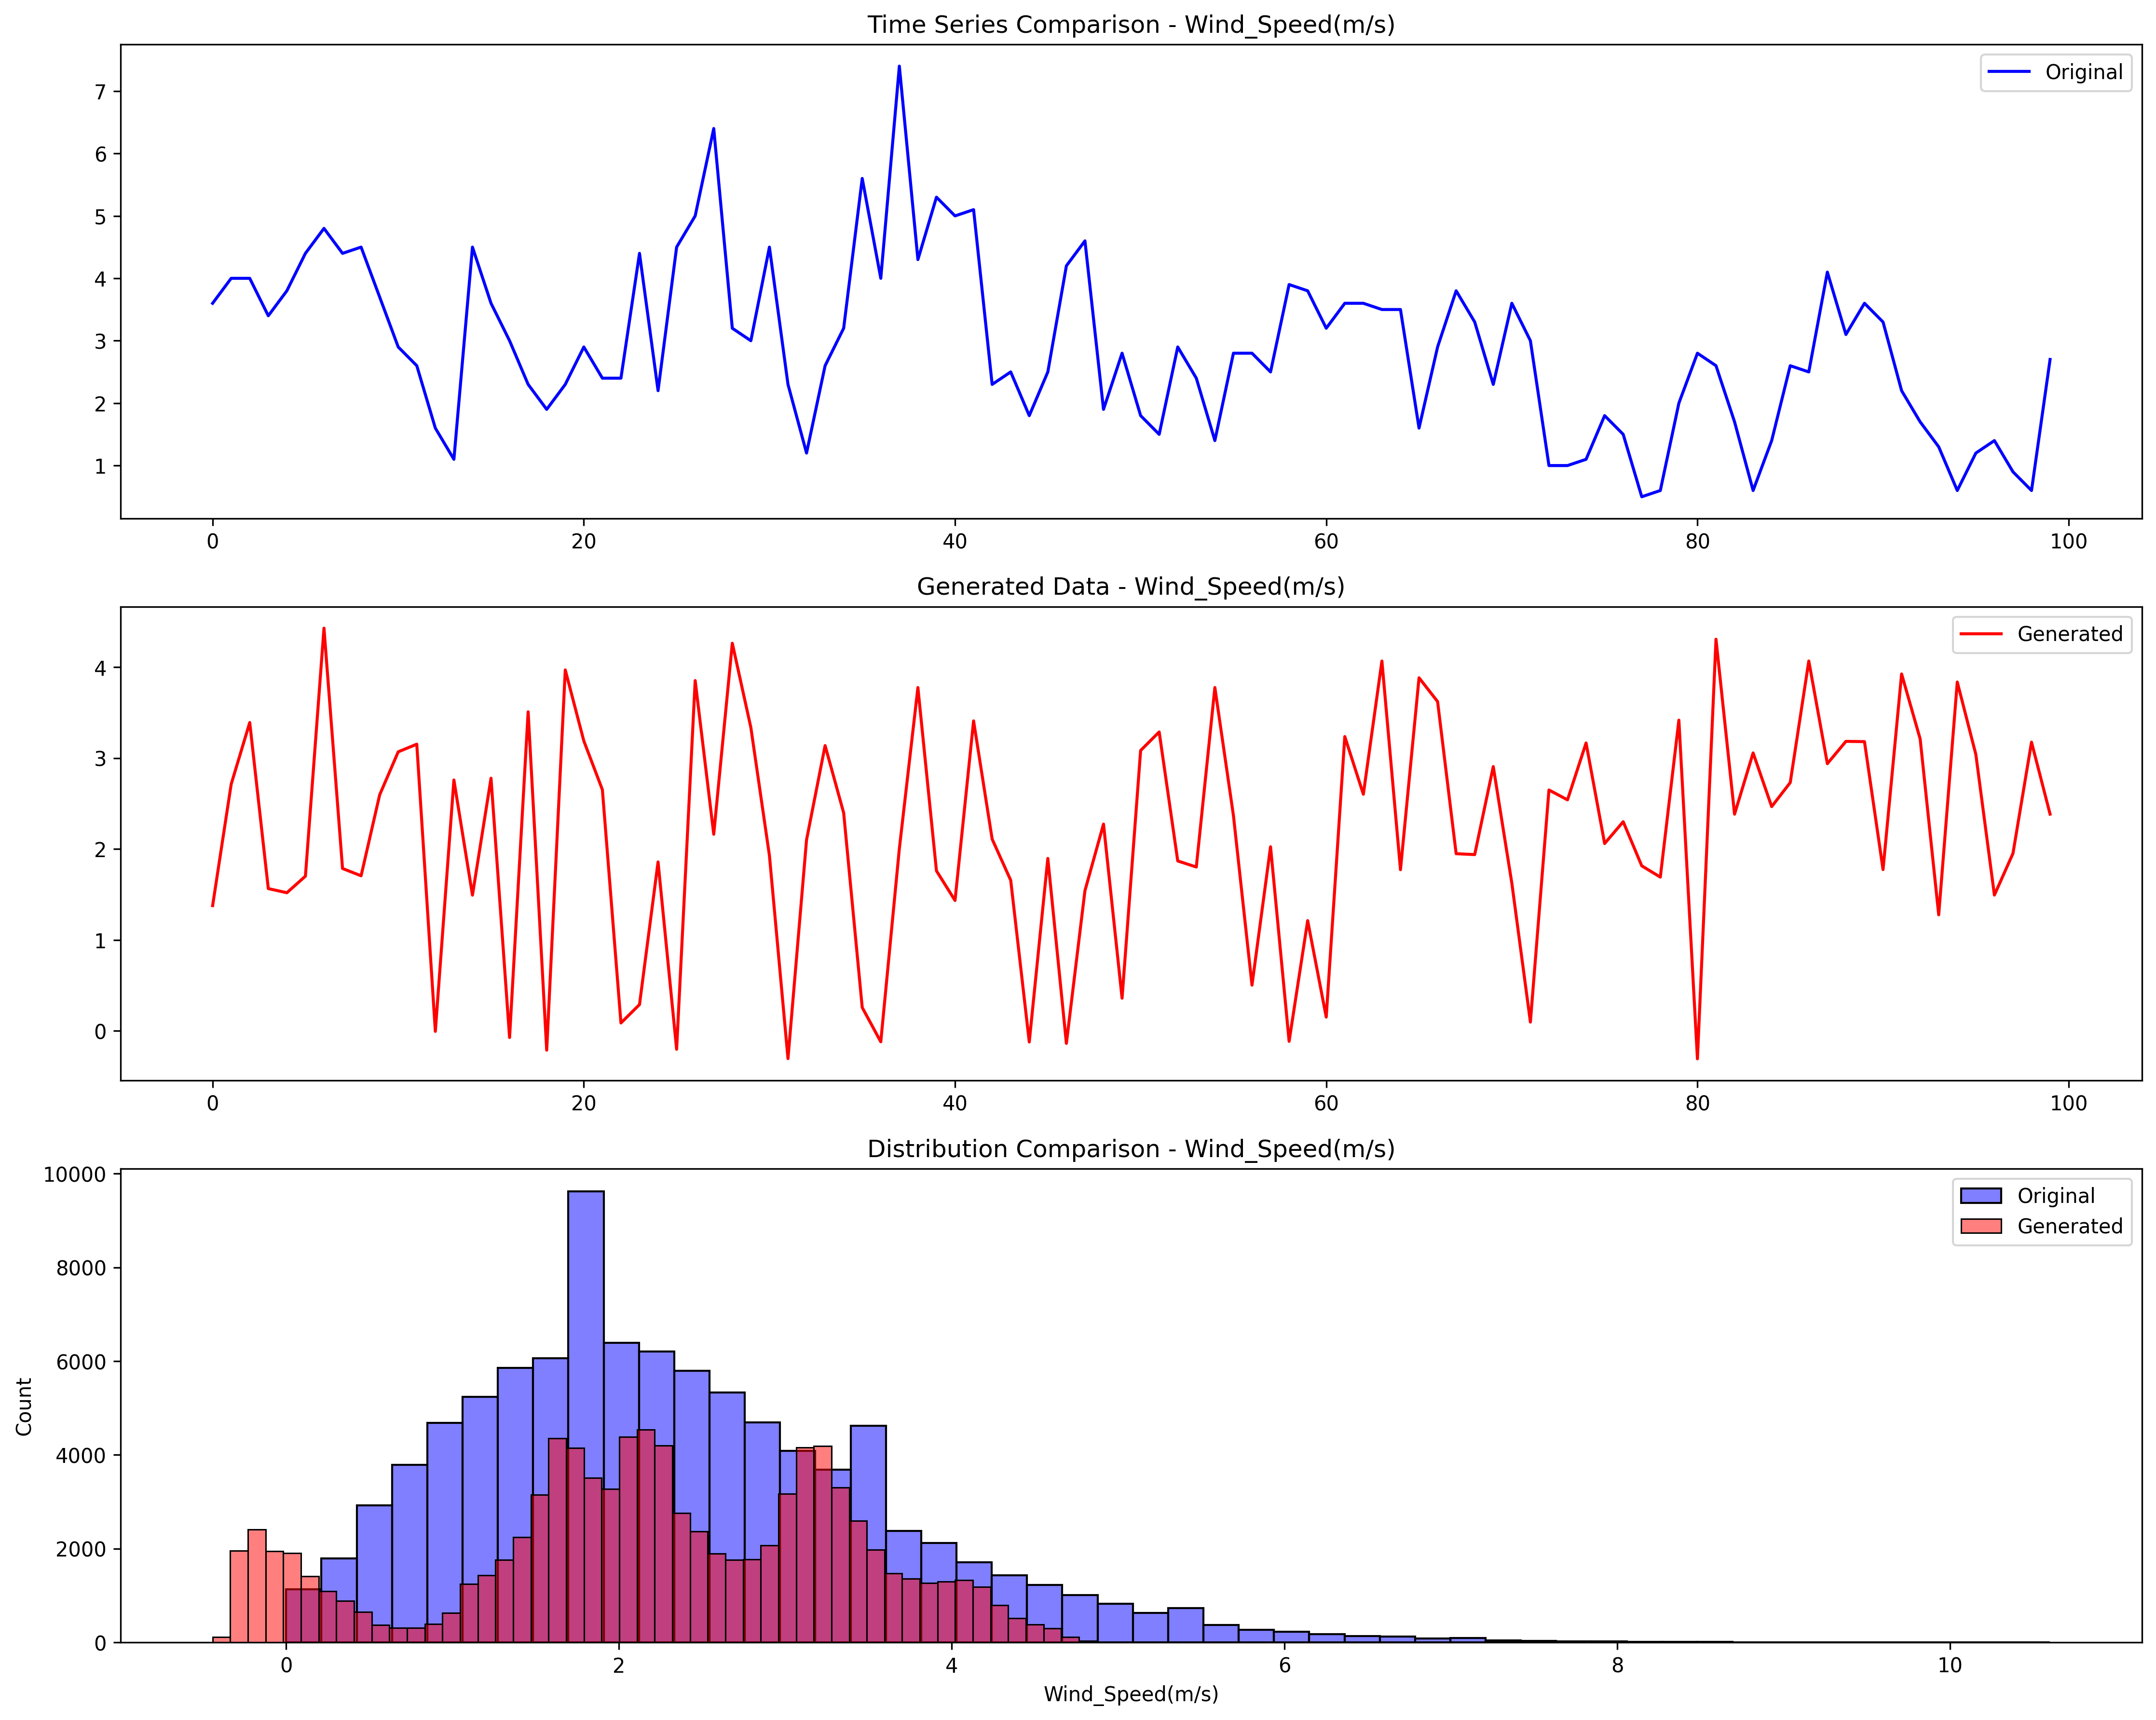 Time Series Comparison - Wind_Speed(m/s)
Original
7
6
5
4
3
2
1
0 20 40 60 80 100
Generated Data - Wind_Speed(m/s)
Generated
4
3
2
1
0
0 20 40 60 80 100
Distribution Comparison - Wind_Speed(m/s)
Original
Generated
10000
8000
6000
4000
2000
0
Count
0 2 4 6 8 10
Wind_Speed(m/s)